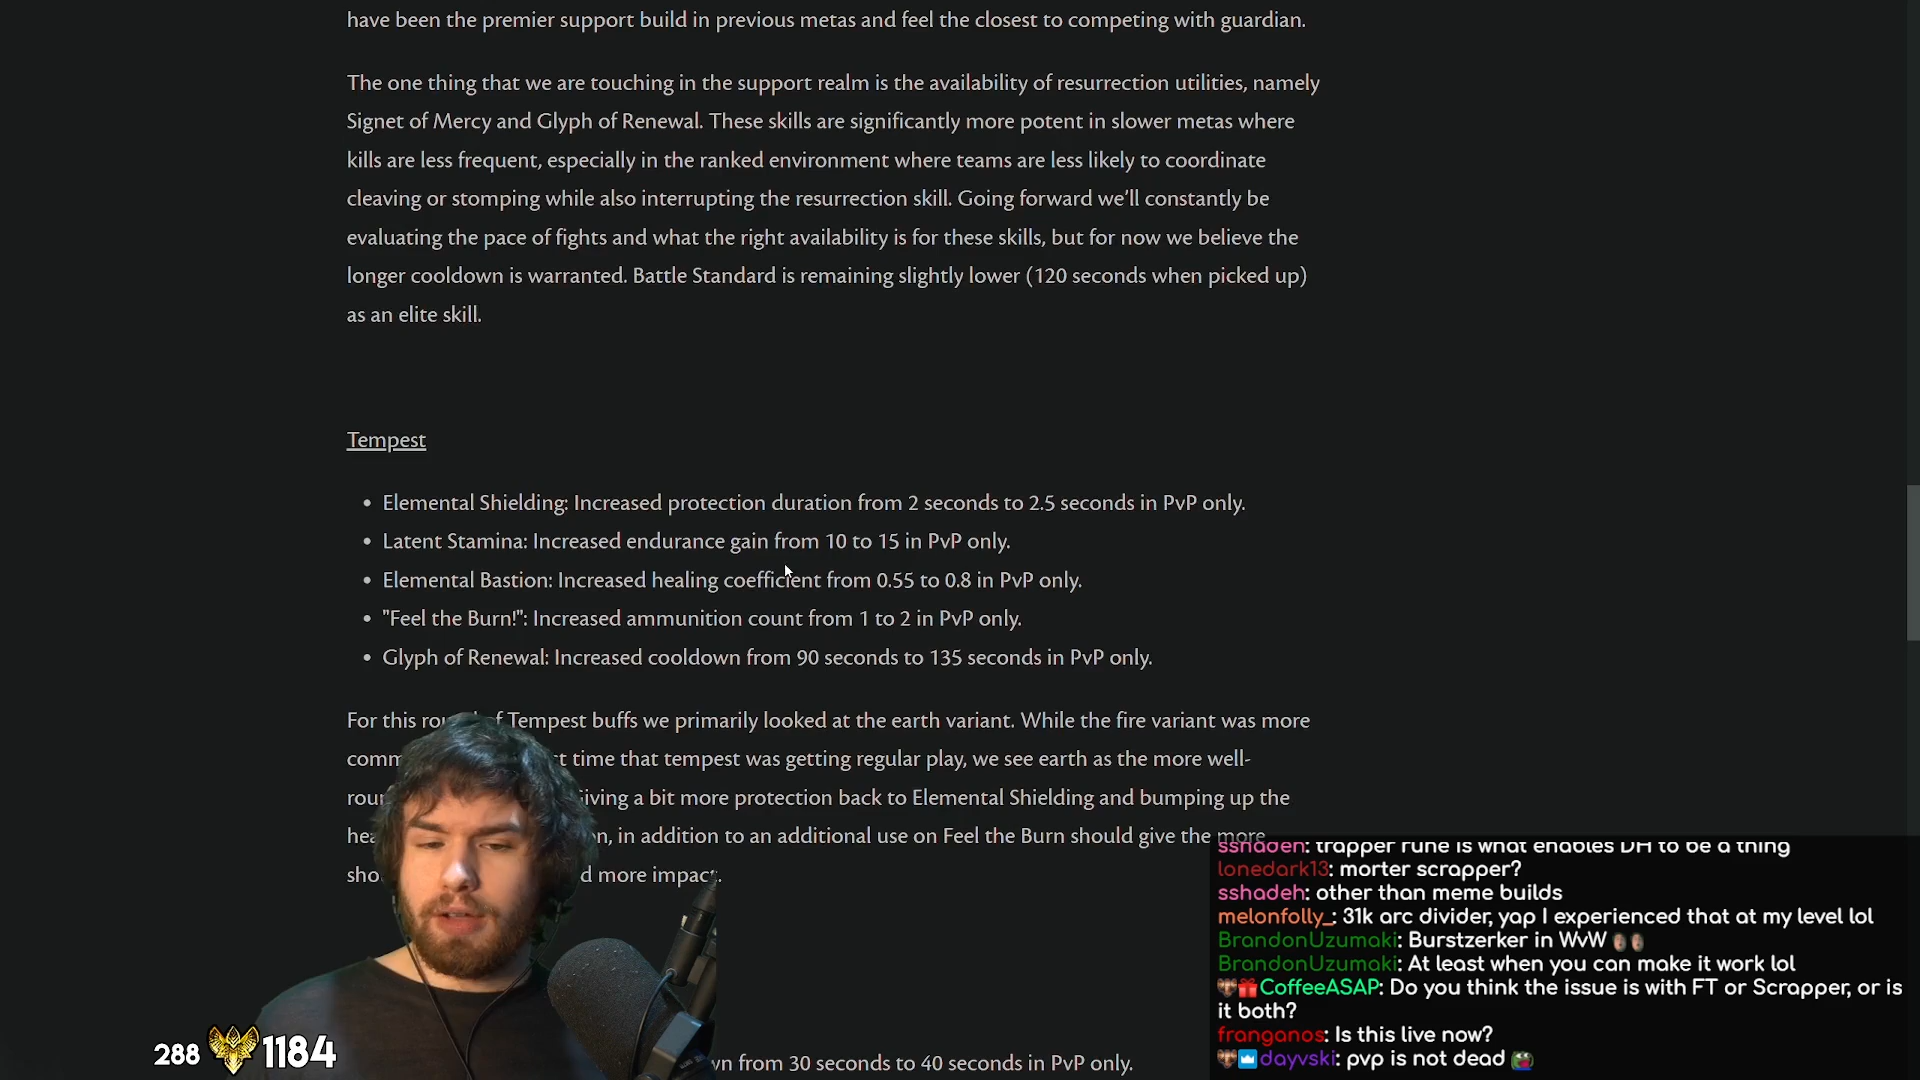 have been the premier support build in previous metas and feel the closest to competing with guardian.
The one thing that we are touching in the support realm is the availability of resurrection utilities, namely
Signet of Mercy and Glyph of Renewal. These skills are significantly more potent in slower metas where
kills are less frequent, especially in the ranked environment where teams are less likely to coordinate
cleaving or stomping while also interrupting the resurrection skill. Going forward we’ll constantly be
evaluating the pace of fights and what the right availability is for these skills, but for now we believe the
longer cooldown is warranted. Battle Standard is remaining slightly lower (120 seconds when picked up)
as an elite skill.
Tempest
• Elemental Shielding: Increased protection duration from 2 seconds to 2.5 seconds in PvP only.
• Latent Stamina: Increased endurance gain from 10 to 15 in PvP only.
• Elemental Bastion: Increased healing coefficient from 0.55 to 0.8 in PvP only.
• "Feel the Burn!": Increased ammunition count from 1 to 2 in PvP only.
• Glyph of Renewal: Increased cooldown from 90 seconds to 135 seconds in PvP only.
For this Tempest buffs we primarily looked at the earth variant. While the fire variant was more
time that tempest was getting regular play, we see earth as the more well-
a bit more protection back to Elemental Shielding and bumping up the
in addition to an additional use on Feel the Burn should give the more
more impact.
from 30 seconds to 40 seconds in PvP only.
288 1184
sshadeh: trapper rune is what enables DH to be a thing
lonedark13: morter scrapper?
sshadeh: other than meme builds
melonfolly_: 31k arc divider, yap I experienced that at my level lol
BrandonUzumaki: Burstzerker in WvW
BrandonUzumaki: At least when you can make it work lol
CoffeeASAP: Do you think the issue is with FT or Scrapper, or is
it both?
franganos: Is this live now?
dayvski: pvp is not dead